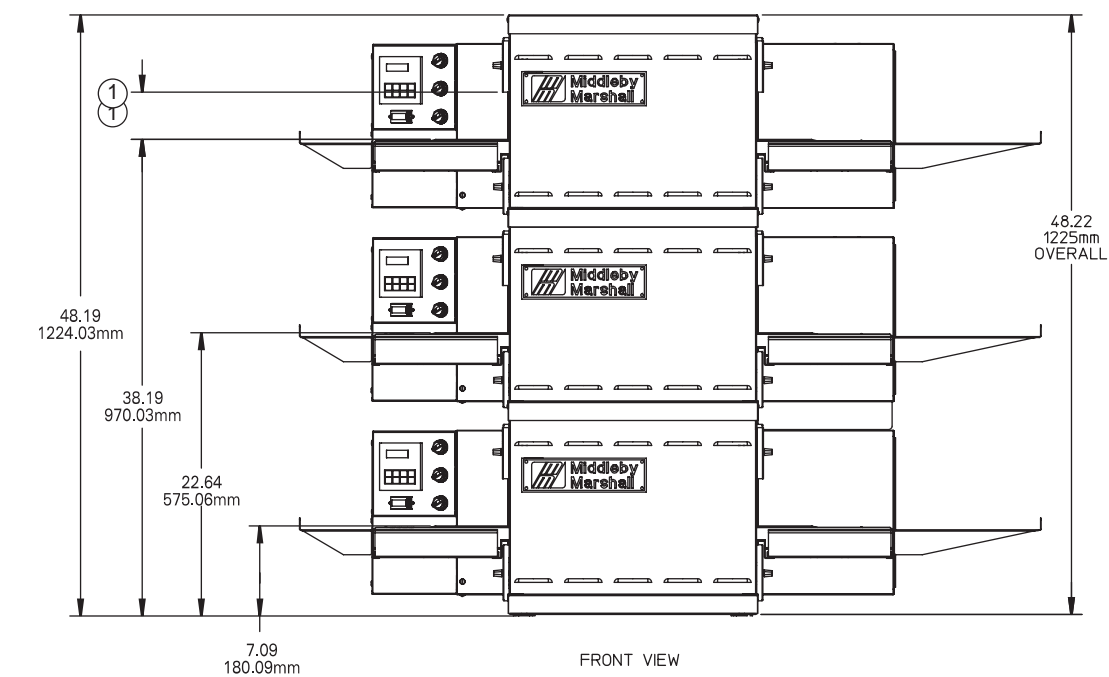 Middleby
Marshall
1
1
48.22
1225mm
OVERALL
Middleby
Marshall
48.19
1224.03mm
38.19
970.03mm
Middleby
Marshall
22.64
575.06mm
7.09
180.09mm
FRONT VIEW